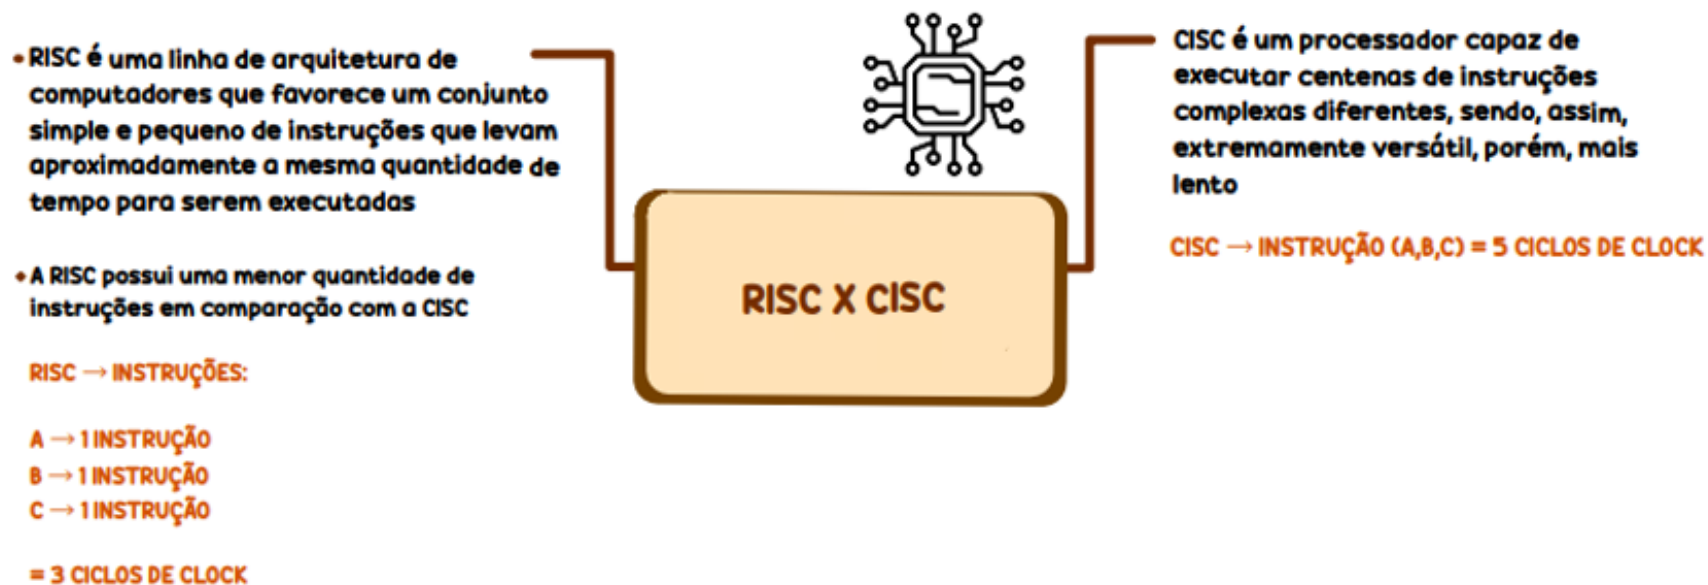 • RISC é uma linha de arquitetura de
computadores que favorece um conjunto
simple e pequeno de instruções que levam
aproximadamente a mesma quantidade de
tempo para serem executadas
• A RISC possui uma menor quantidade de
instruções em comparação com a CISC
RISC → INSTRUÇÕES:
A → 1 INSTRUÇÃO
B → 1 INSTRUÇÃO
C → 1 INSTRUÇÃO
= 3 CICLOS DE CLOCK
RISC X CISC
CISC é um processador capaz de
executar centenas de instruções
complexas diferentes, sendo, assim,
extremamente versátil, porém, mais
lento
CISC → INSTRUÇÃO (A,B,C) = 5 CICLOS DE CLOCK